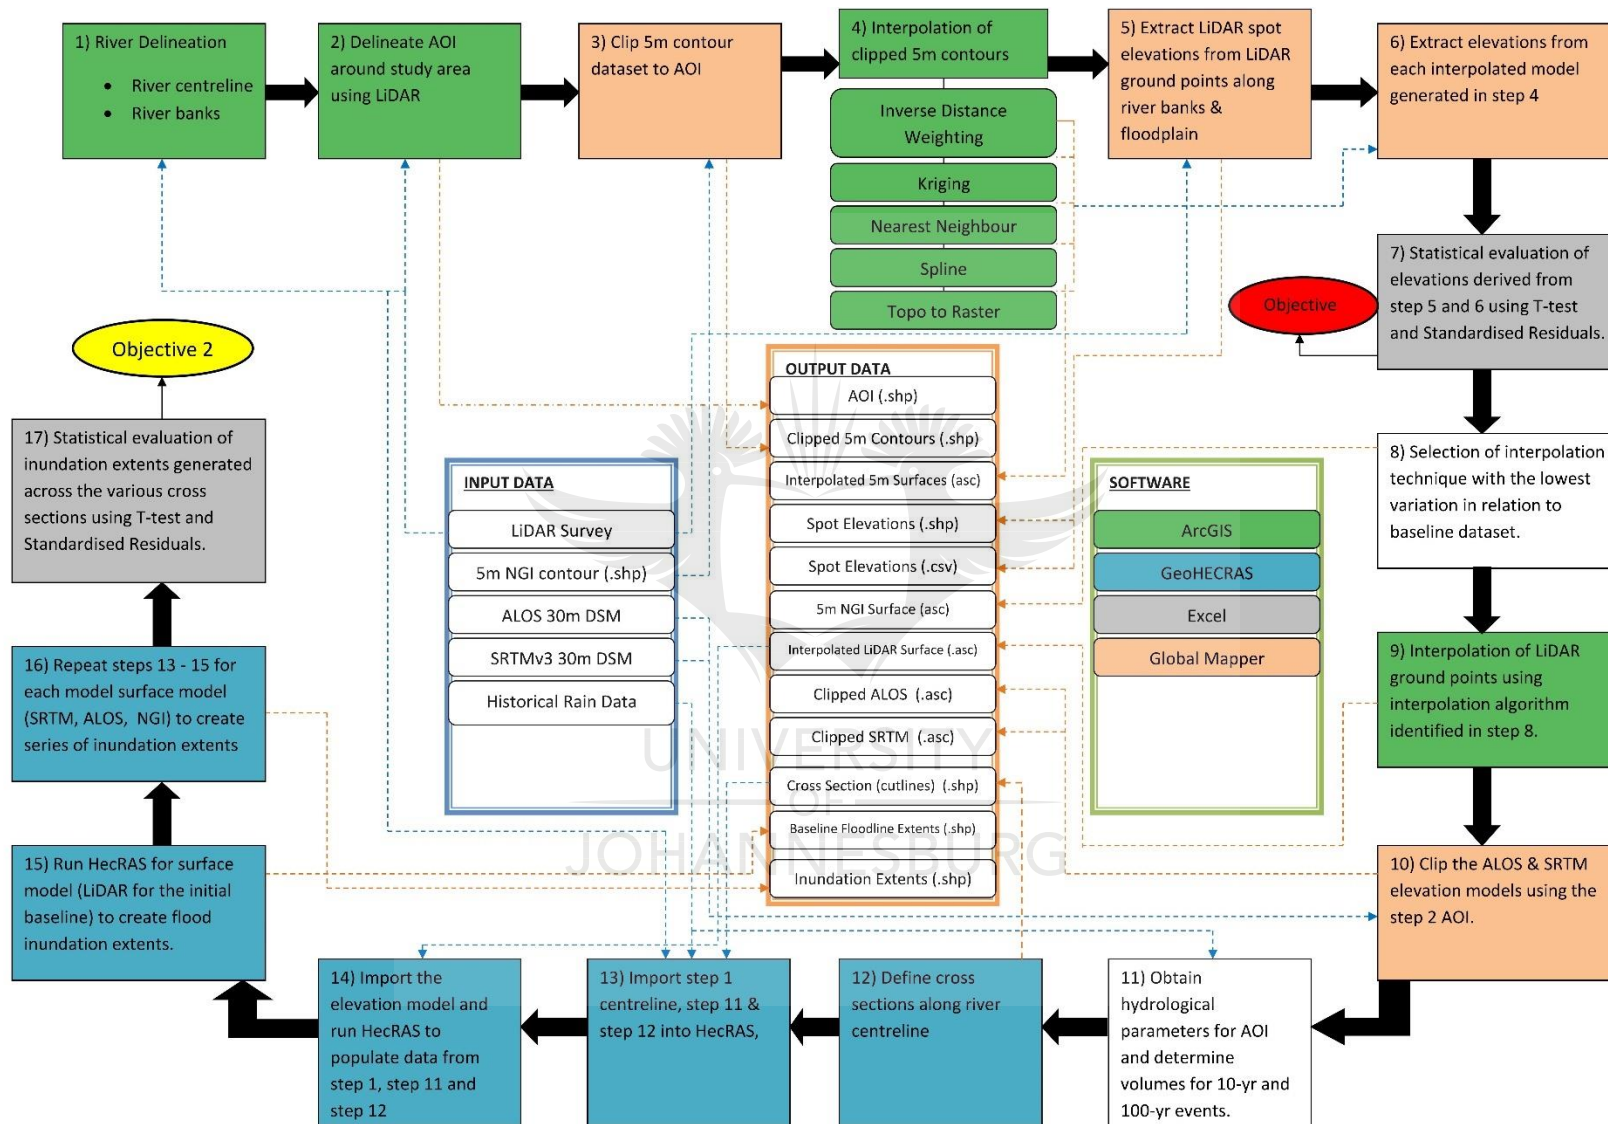 1) River Delineation
• River centreline
• River banks
2) Delineate AOI
around study area
using LiDAR
3) Clip 5m contour
dataset to AOI
4) Interpolation of
clipped 5m contours
Inverse Distance
Weighting
Kriging
Nearest Neighbour
Spline
Topo to Raster
5) Extract LiDAR spot
elevations from LiDAR
ground points along
river banks &
floodplain
6) Extract elevations from
each interpolated model
generated in step 4
7) Statistical evaluation of
elevations derived from
step 5 and 6 using T-test
and Standardised Residuals.
Objective
8) Selection of interpolation
technique with the lowest
variation in relation to
baseline dataset.
9) Interpolation of LiDAR
ground points using
interpolation algorithm
identified in step 8.
10) Clip the ALOS & SRTM
elevation models using the
step 2 AOI.
11) Obtain
hydrological
parameters for AOI
and determine
volumes for 10-yr and
100-yr events.
12) Define cross
sections along river
centreline
13) Import step 1
centreline, step 11 &
step 12 into HecRAS,
14) Import the
elevation model and
run HecRAS to
populate data from
step 1, step 11 and
step 12
15) Run HecRAS for surface
model (LiDAR for the initial
baseline) to create flood
inundation extents.
16) Repeat steps 13 - 15 for
each model surface model
(SRTM, ALOS, NGI) to create
series of inundation extents
17) Statistical evaluation of
inundation extents generated
across the various cross
sections using T-test and
Standardised Residuals.
Objective 2
INPUT DATA
LiDAR Survey
5m NGI contour (.shp)
ALOS 30m DSM
SRTMv3 30m DSM
Historical Rain Data
OUTPUT DATA
AOI (.shp)
Clipped 5m Contours (.shp)
Interpolated 5m Surfaces (asc)
Spot Elevations (.shp)
Spot Elevations (.csv)
5m NGI Surface (asc)
Interpolated LiDAR Surface (.asc)
Clipped ALOS (.asc)
Clipped SRTM (.asc)
Cross Section (cutlines) (.shp)
Baseline Floodline Extents (.shp)
Inundation Extents (.shp)
SOFTWARE
ArcGIS
GeoHECRAS
Excel
Global Mapper
UNIVERSITY
OF
JOHANNESBURG